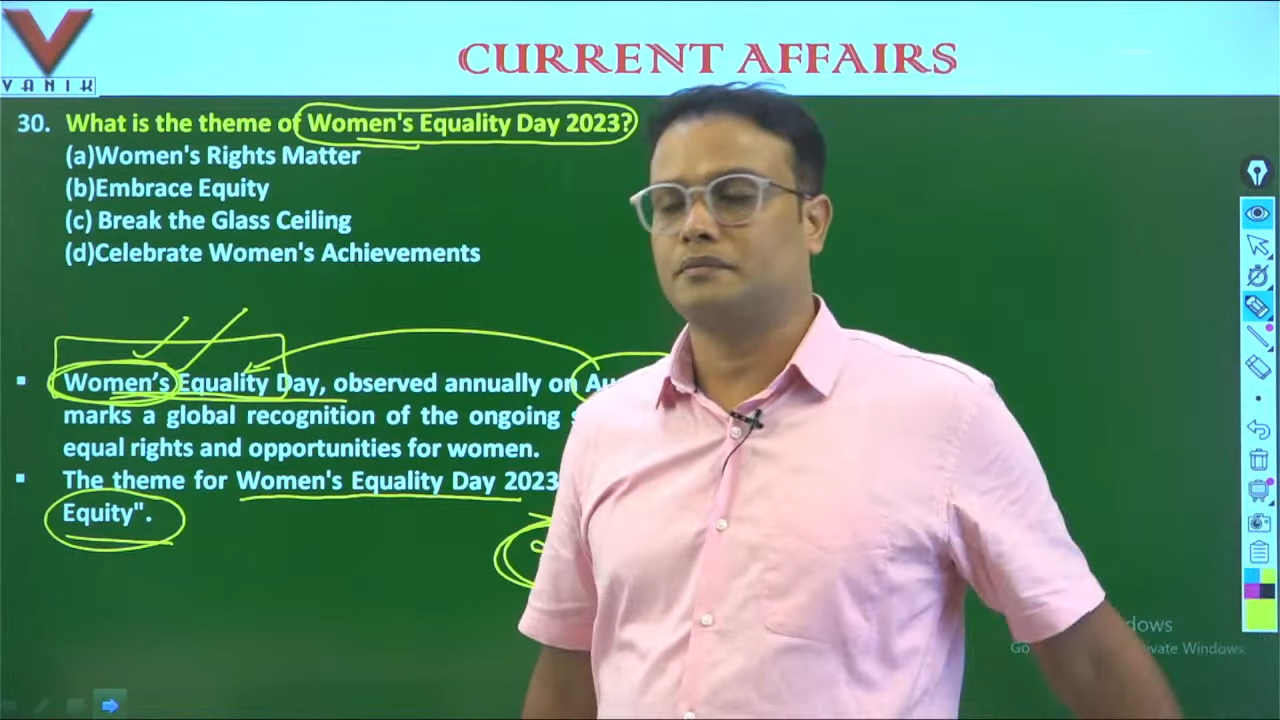 VANIK
CURRENT AFFAIRS
30. What is the theme of Women's Equality Day 2023?
(a)Women's Rights Matter
(b)Embrace Equity
(c) Break the Glass Ceiling
(d)Celebrate Women's Achievements
▪ Women’s Equality Day, observed annually on
marks a global recognition of the ongoing
equal rights and opportunities for women.
▪ The theme for Women's Equality Day 2023
Equity".
Windows.